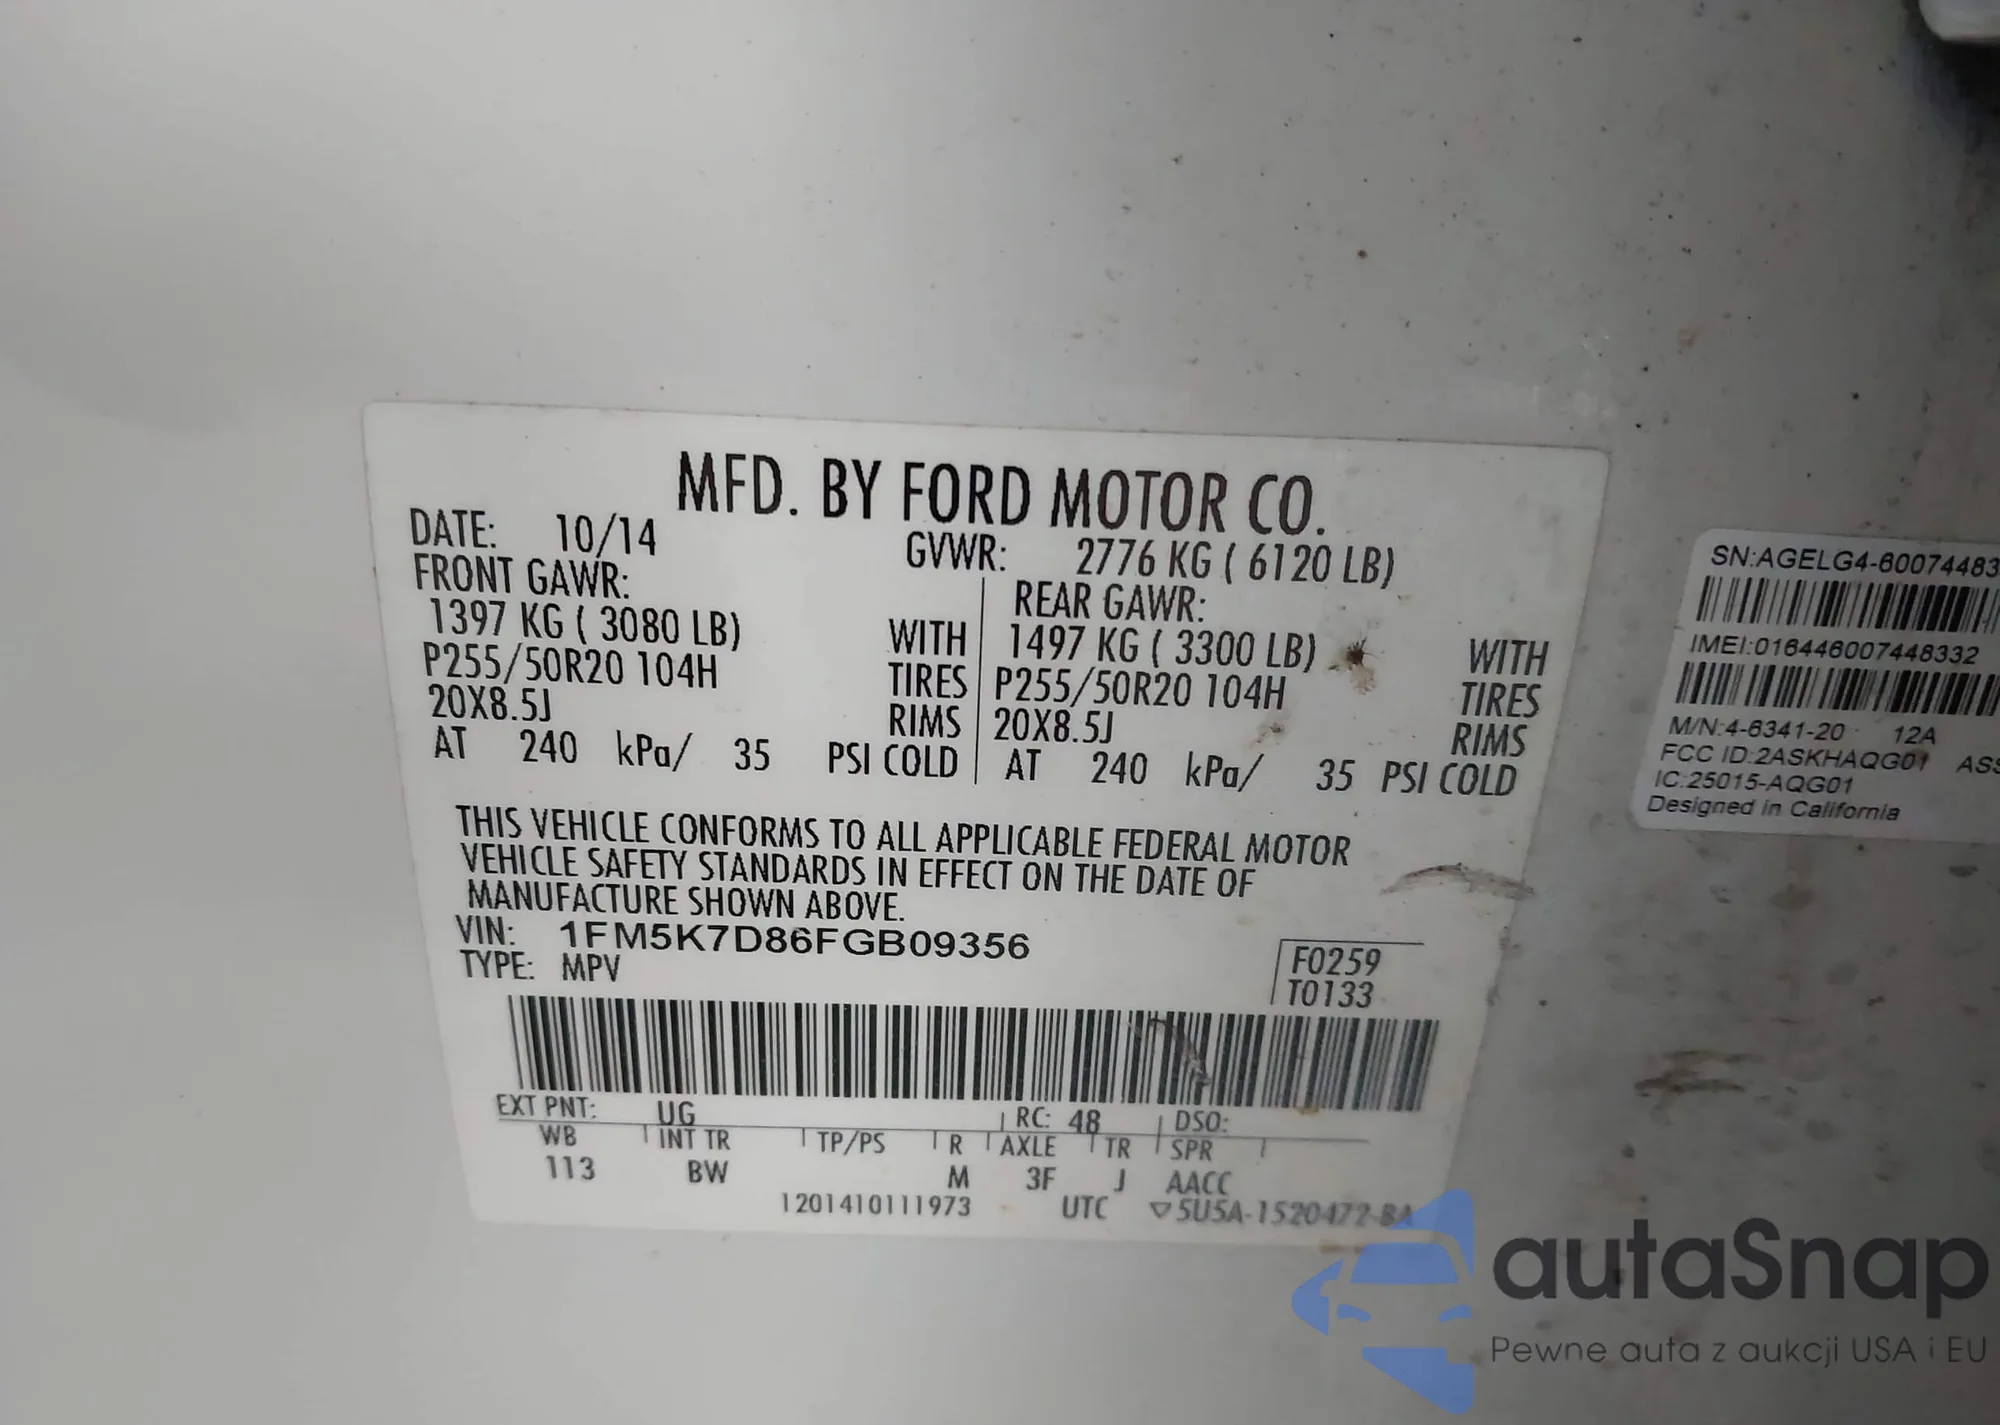 MFD. BY FORD MOTOR CO.
DATE: 10/14 GVWR: 2776 KG ( 6120 LB)
FRONT GAWR: REAR GAWR:
1397 KG ( 3080 LB) WITH 1497 KG ( 3300 LB) WITH
P255/50R20 104H TIRES P255/50R20 104H TIRES
20X8.5J RIMS 20X8.5J RIMS
AT 240 kPa/ 35 PSI COLD AT 240 kPa/ 35 PSI COLD
THIS VEHICLE CONFORMS TO ALL APPLICABLE FEDERAL MOTOR
VEHICLE SAFETY STANDARDS IN EFFECT ON THE DATE OF
MANUFACTURE SHOWN ABOVE.
VIN: 1FM5K7D86FGB09356
TYPE: MPV
F0259
T0133
EXT PNT: UG RC: 48 DSO:
WB INT TR TP/PS R AXLE TR SPR
113 BW M 3F J AACC
1201410111973 UTC ▽5U5A-1520472-BA
SN:AGELG4-60074483
IMEI:016446007448332
M/N:4-6341-20 12A
FCC ID:2ASKHAQG01 ASS
IC:25015-AQG01
Designed in California
autaSnap
Pewne auta z aukcji USA i EU